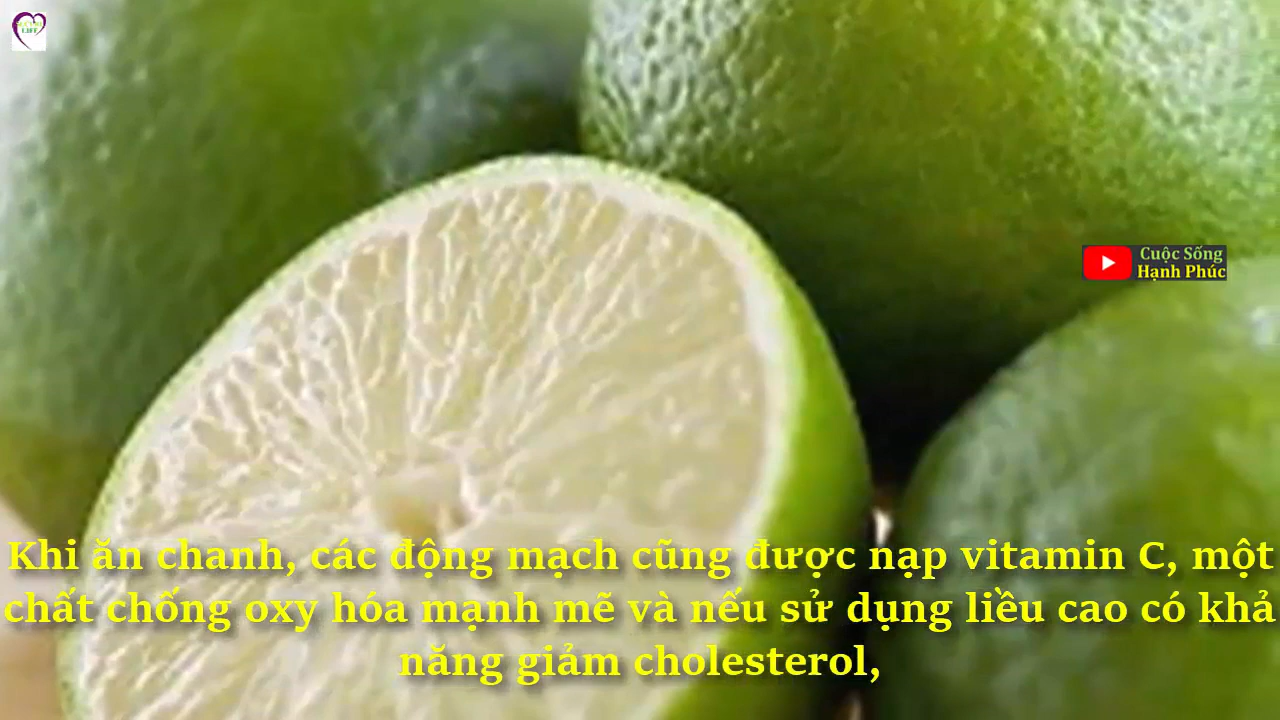 Cuộc Sống
Hạnh Phúc
Khi ăn chanh, các động mạch cũng được nạp vitamin C, một
chất chống oxy hóa mạnh mẽ và nếu sử dụng liều cao có khả
năng giảm cholesterol,